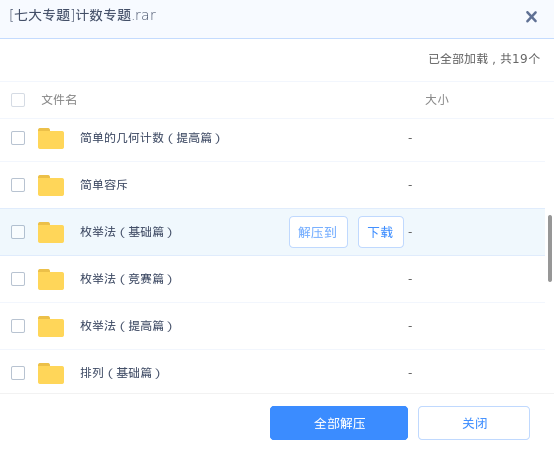 [七大专题]计数专题.rar
已全部加载，共19个
文件名 大小
简单的几何计数（提高篇） -
简单容斥 -
枚举法（基础篇） 解压到 下载 -
枚举法（竞赛篇） -
枚举法（提高篇） -
排列（基础篇） -
全部解压 关闭